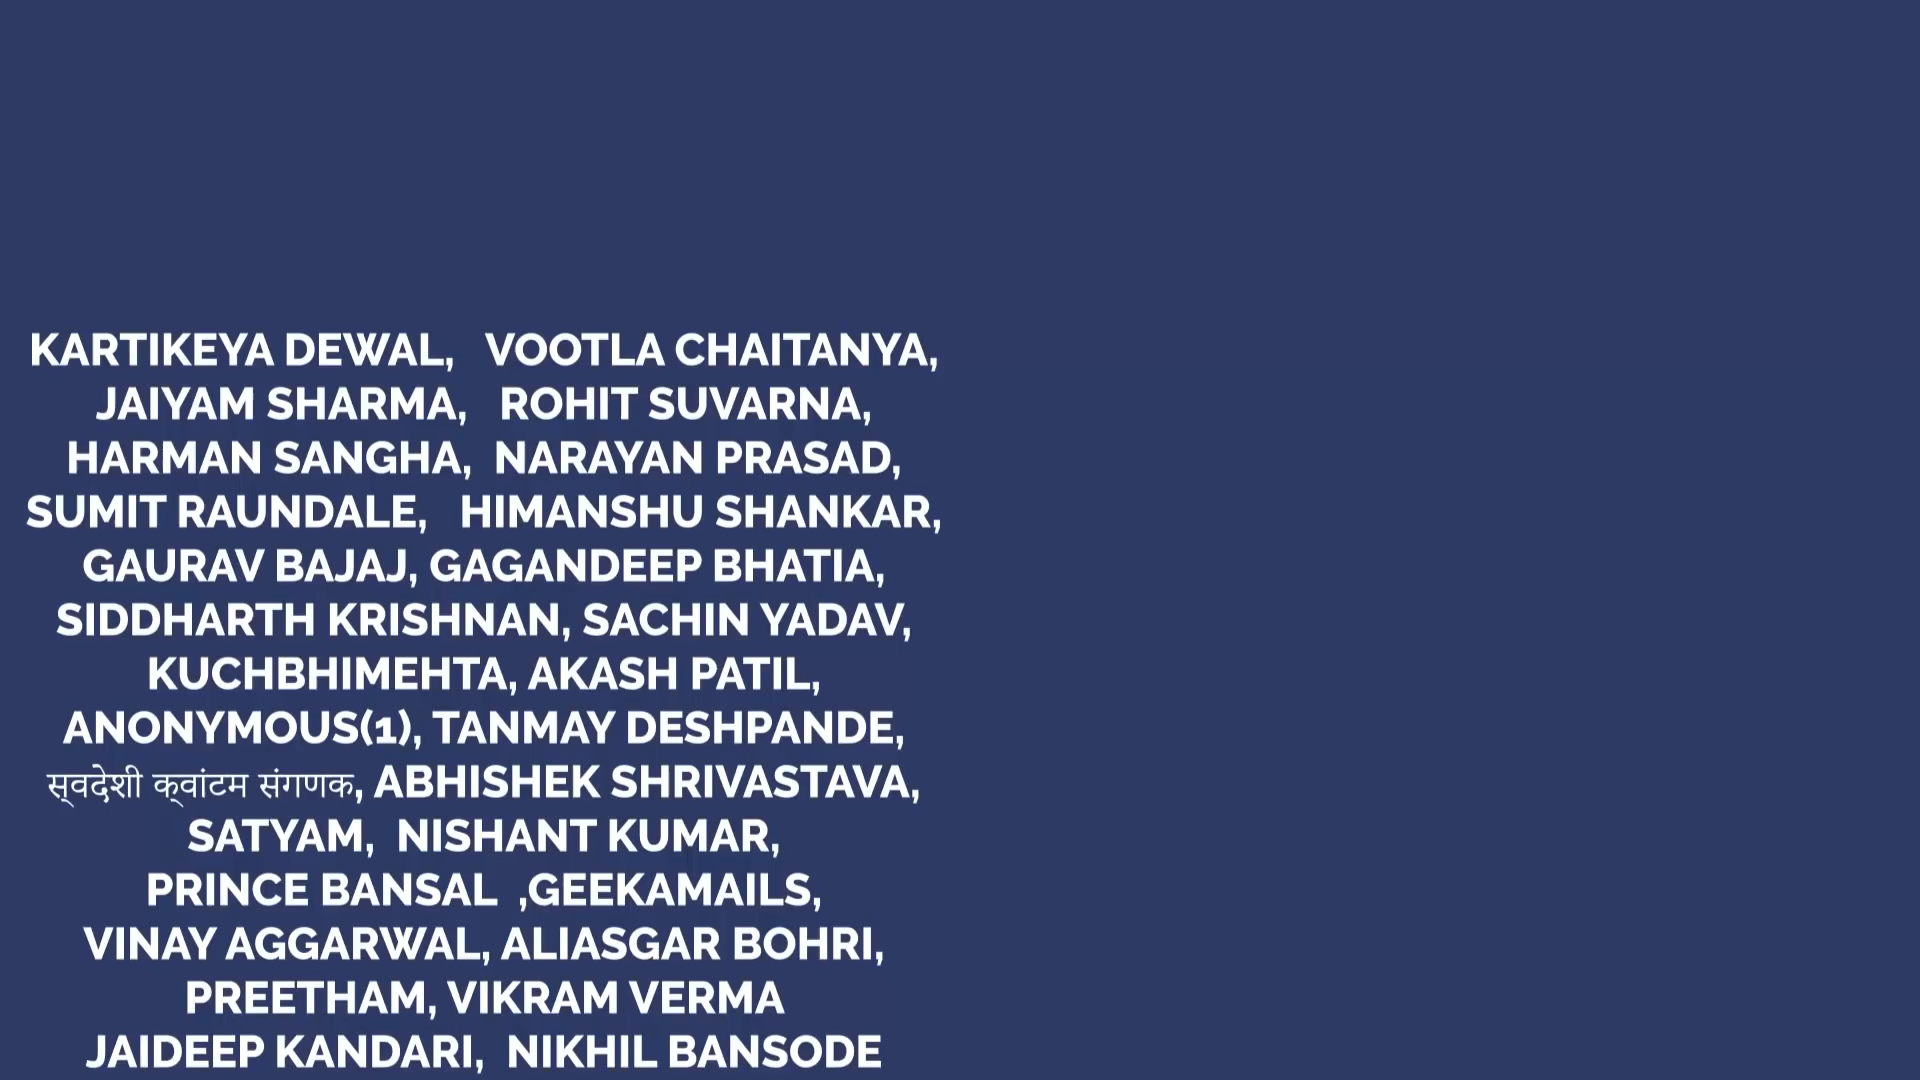 KARTIKEYA DEWAL, VOOTLA CHAITANYA,
JAIYAM SHARMA, ROHIT SUVARNA,
HARMAN SANGHA, NARAYAN PRASAD,
SUMIT RAUNDALE, HIMANSHU SHANKAR,
GAURAV BAJAJ, GAGANDEEP BHATIA,
SIDDHARTH KRISHNAN, SACHIN YADAV,
KUCHBHIMEHTA, AKASH PATIL,
ANONYMOUS(1), TANMAY DESHPANDE,
स्वदेशी क्वांटम संगणक, ABHISHEK SHRIVASTAVA,
SATYAM, NISHANT KUMAR,
PRINCE BANSAL ,GEEKAMAILS,
VINAY AGGARWAL, ALIASGAR BOHRI,
PREETHAM, VIKRAM VERMA
JAIDEEP KANDARI, NIKHIL BANSODE